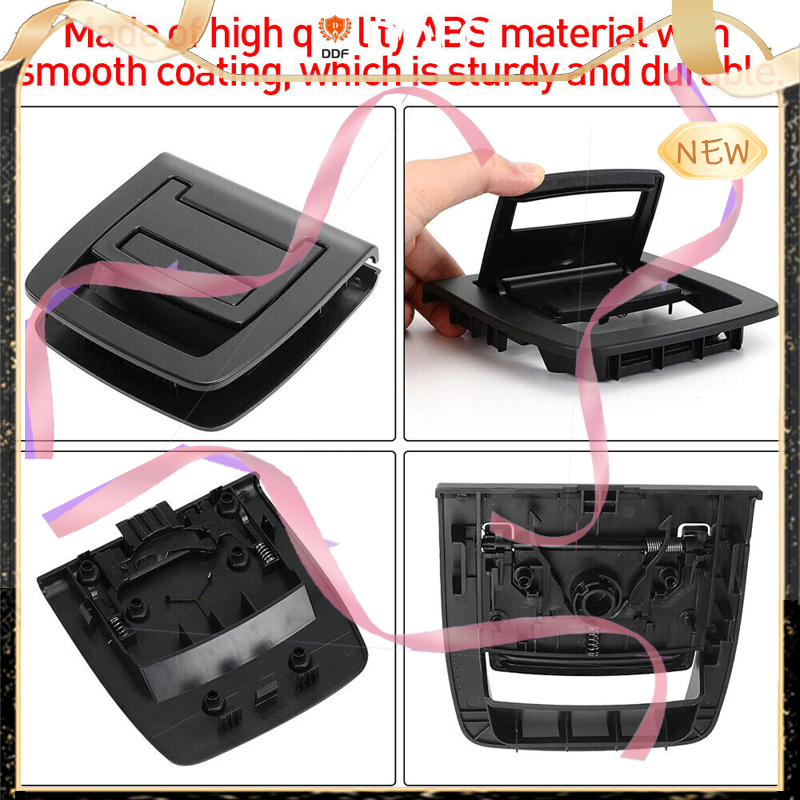 Made of high quality ABS material with
DDF
smooth coating, which is sturdy and durable.
NEW